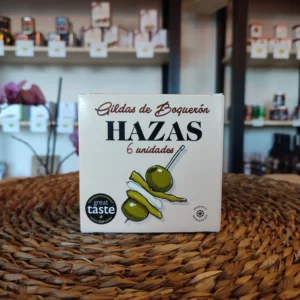 Gildas de Boquerón
HAZAS
6 unidades
great
taste